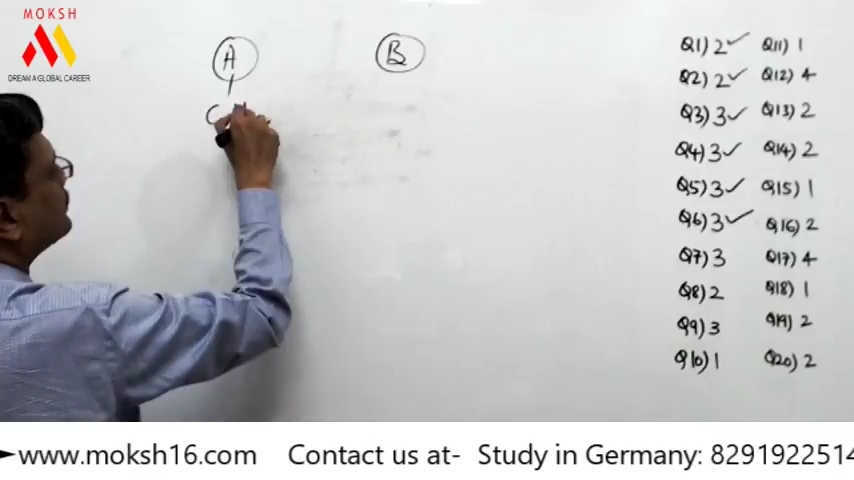 MOKSH
DREAM A GLOBAL CAREER
A B
C
Q1) 2 ✓ Q11) 1
Q2) 2 ✓ Q12) 4
Q3) 3 ✓ Q13) 2
Q4) 3 ✓ Q14) 2
Q5) 3 ✓ Q15) 1
Q6) 3 ✓ Q16) 2
Q7) 3 Q17) 4
Q8) 2 Q18) 1
Q9) 3 Q19) 2
Q10) 1 Q20) 2
www.moksh16.com Contact us at- Study in Germany: 8291922514